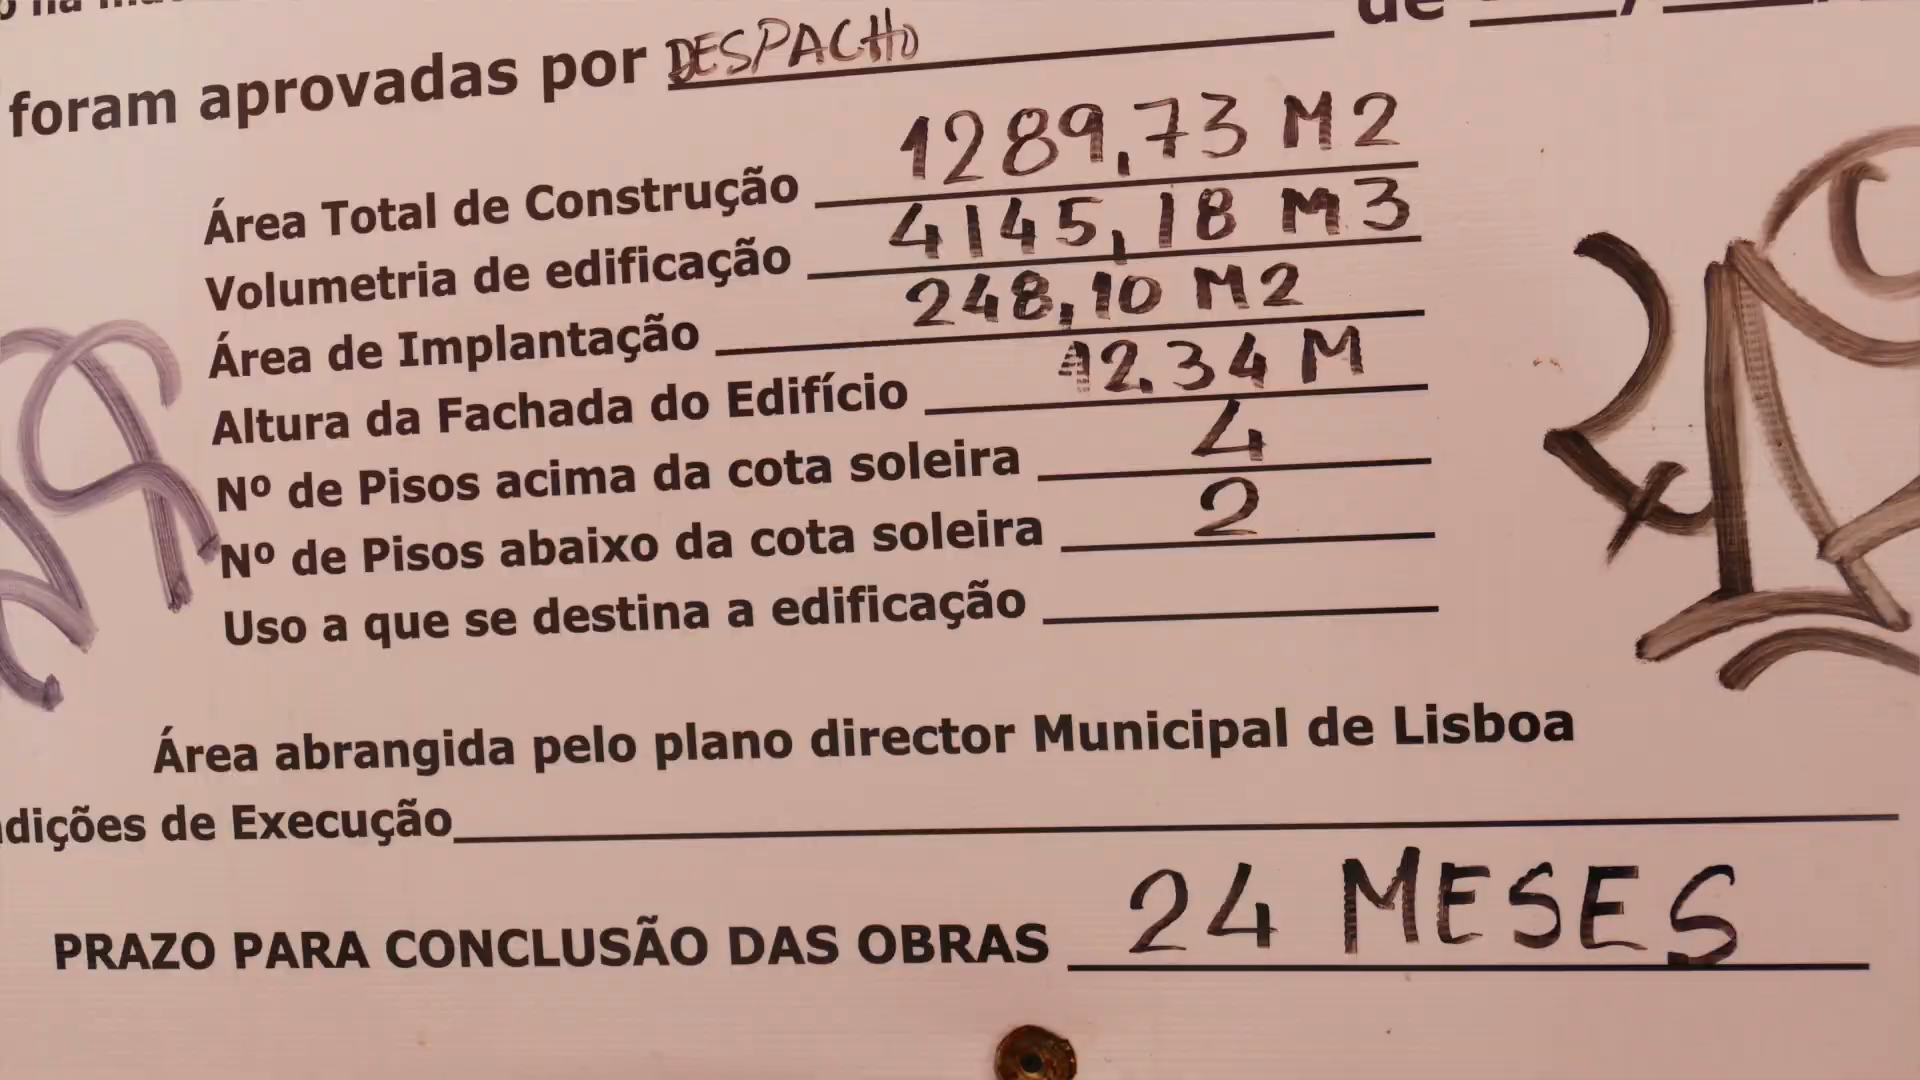 foram aprovadas por DESPACHO de / 
Área Total de Construção 1289,73 M2
Volumetria de edificação 4145,18 M3
Área de Implantação 248,10 M2
Altura da Fachada do Edifício 12.34 M
Nº de Pisos acima da cota soleira 4
Nº de Pisos abaixo da cota soleira 2
Uso a que se destina a edificação
Área abrangida pelo plano director Municipal de Lisboa
dições de Execução
PRAZO PARA CONCLUSÃO DAS OBRAS 24 MESES